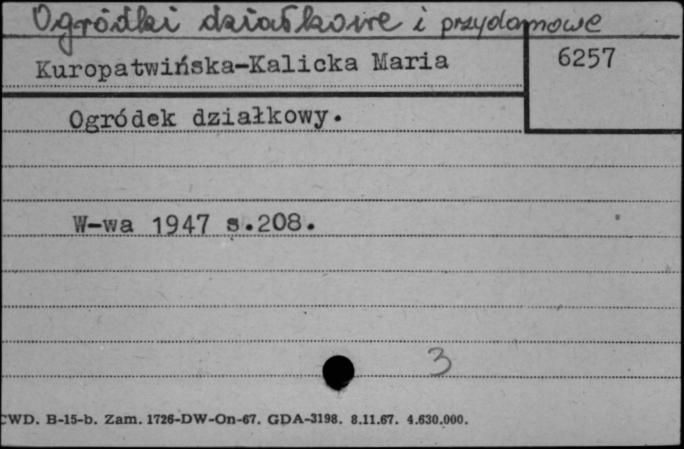 Ogródki działkowe i przydomowe
Kuropatwińska-Kalicka Maria
6257
Ogródek działkowy.
W-wa 1947 s.208.
3
CWD. B-15-b. Zam. 1726-DW-On-67. GDA-3198. 8.11.67. 4.630.000.